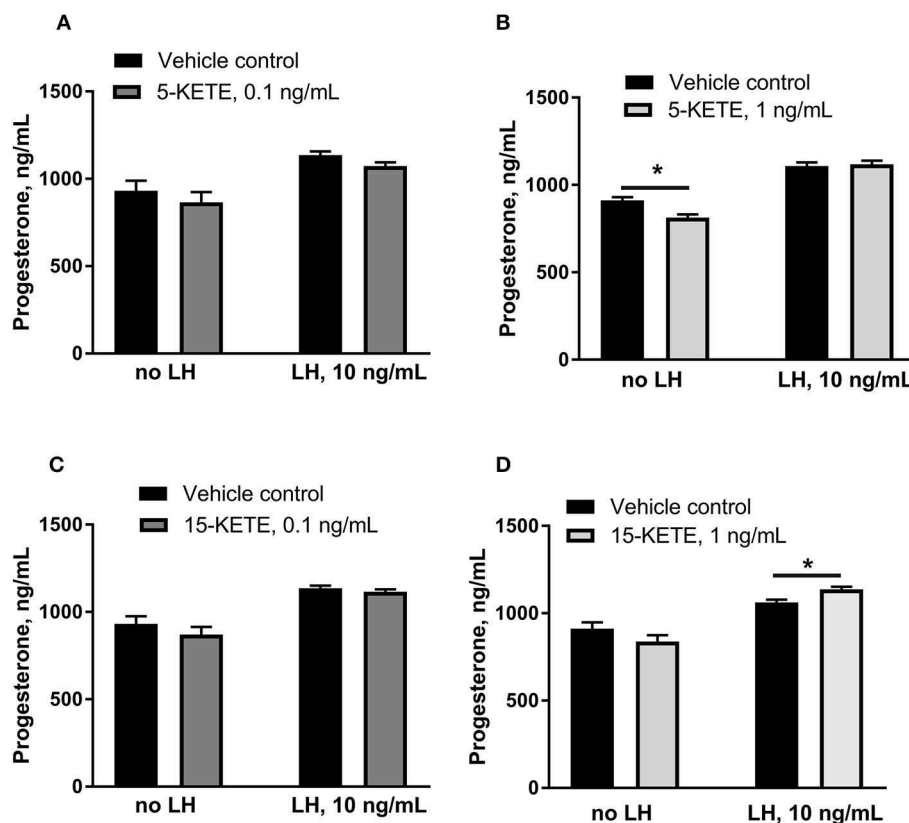 A
Vehicle control
5-KETE, 0.1 ng/mL
Progesterone, ng/mL
1500
1000
500
0
no LH
LH, 10 ng/mL
B
Vehicle control
5-KETE, 1 ng/mL
Progesterone, ng/mL
1500
1000
500
0
*
no LH
LH, 10 ng/mL
C
Vehicle control
15-KETE, 0.1 ng/mL
Progesterone, ng/mL
1500
1000
500
0
no LH
LH, 10 ng/mL
D
Vehicle control
15-KETE, 1 ng/mL
Progesterone, ng/mL
1500
1000
500
0
*
no LH
LH, 10 ng/mL